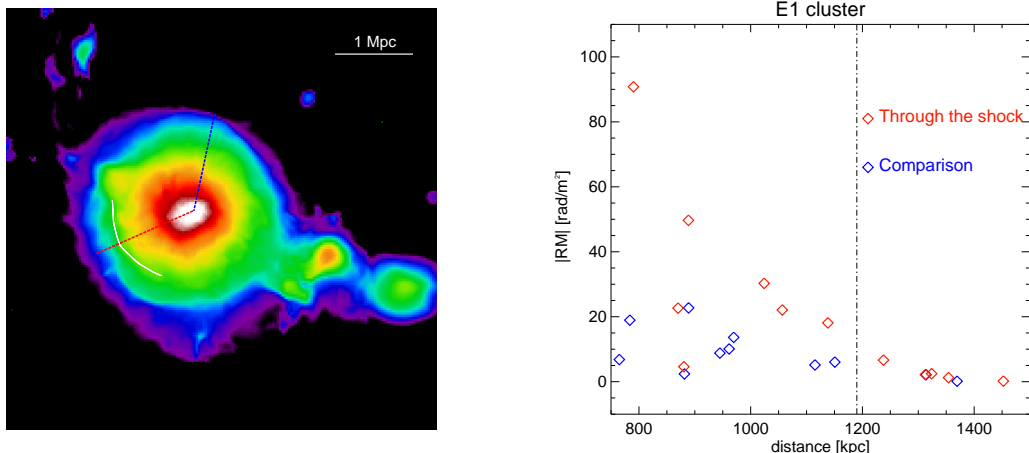 1 Mpc
E1 cluster
|RM| [rad/m²]
100
80
60
40
20
0
Through the shock
Comparison
800
1000
1200
1400
distance [kpc]